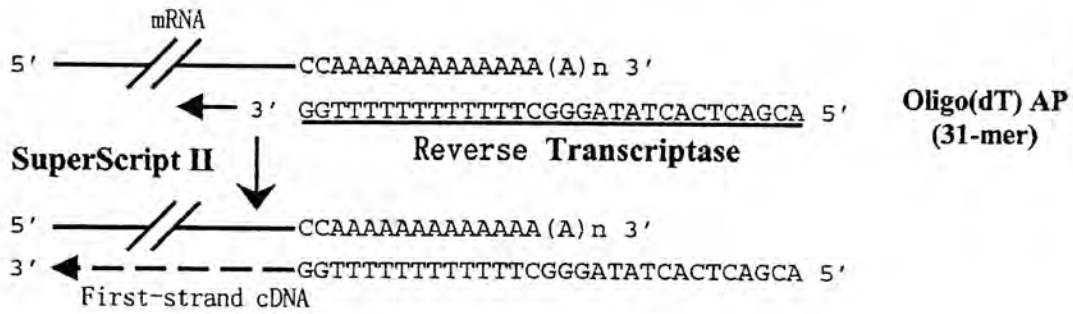 mRNA
5' CCAAAAAAAAAAAAA(A)n 3'
3' GGTTTTTTTTTTTTTCGGGATATCACTCAGCA 5'
Oligo(dT) AP
(31-mer)
SuperScript II
Reverse Transcriptase
5' CCAAAAAAAAAAAAA(A)n 3'
3' GGTTTTTTTTTTTTTCGGGATATCACTCAGCA 5'
First-strand cDNA